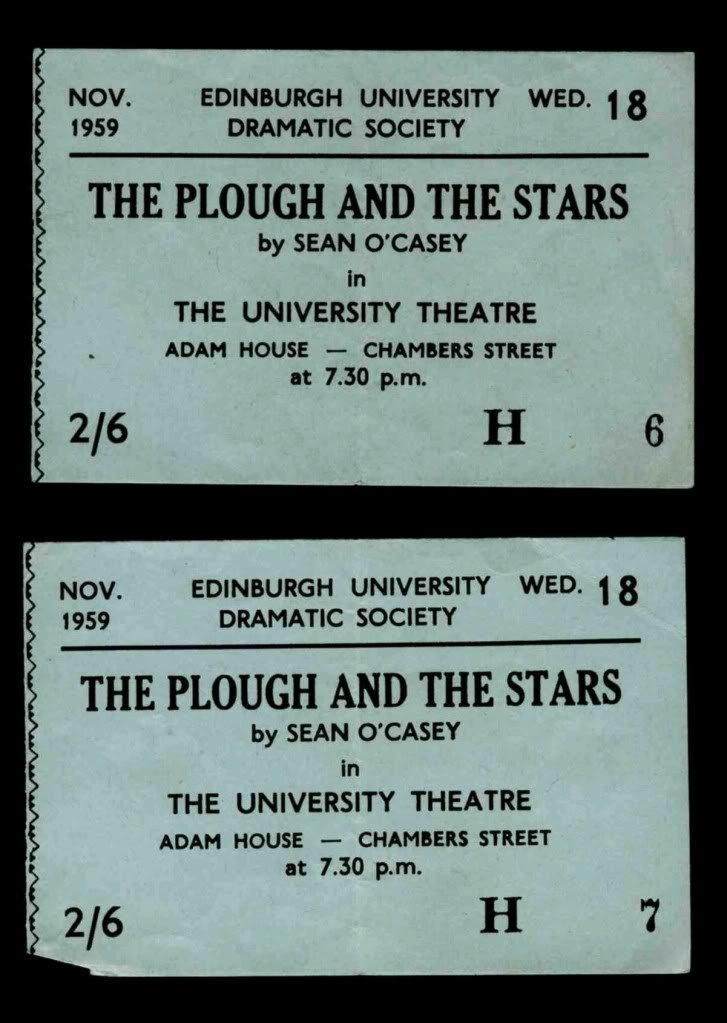 NOV. EDINBURGH UNIVERSITY WED. 18
1959 DRAMATIC SOCIETY
THE PLOUGH AND THE STARS
by SEAN O'CASEY
in
THE UNIVERSITY THEATRE
ADAM HOUSE — CHAMBERS STREET
at 7.30 p.m.
2/6 H 6
NOV. EDINBURGH UNIVERSITY WED. 18
1959 DRAMATIC SOCIETY
THE PLOUGH AND THE STARS
by SEAN O'CASEY
in
THE UNIVERSITY THEATRE
ADAM HOUSE — CHAMBERS STREET
at 7.30 p.m.
2/6 H 7